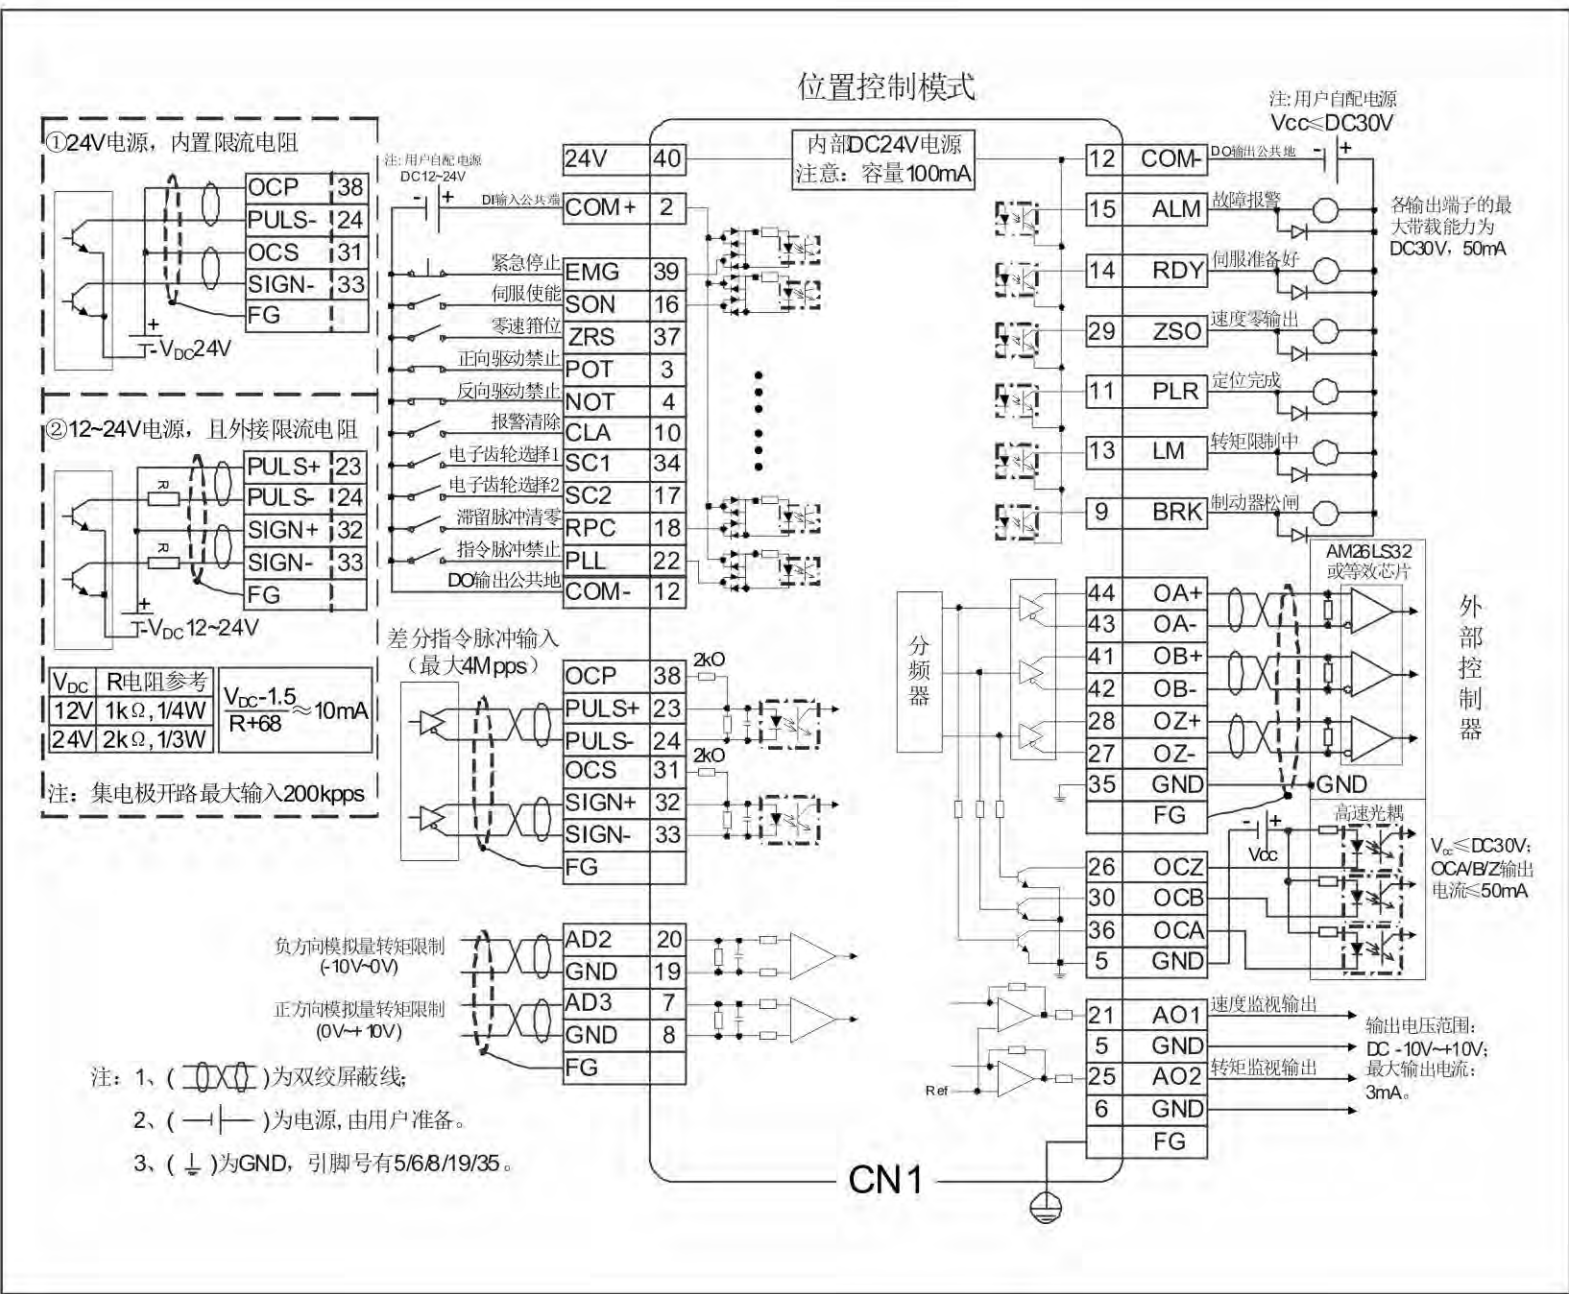 位置控制模式
①24V电源，内置限流电阻
OCP 38
PULS- 24
OCS 31
SIGN- 33
FG
+
- VDC24V
②12~24V电源，且外接限流电阻
PULS+ 23
R
PULS- 24
SIGN+ 32
R
SIGN- 33
FG
+
- VDC 12~24V
VDC R电阻参考
12V 1kΩ,1/4W
24V 2kΩ,1/3W
VDC-1.5
R+68
≈10mA
注：集电极开路最大输入200kpps
注:用户自配电源
DC12~24V
- +
24V 40
DI输入公共端 COM+ 2
紧急停止 EMG 39
伺服使能 SON 16
零速箝位 ZRS 37
正向驱动禁止 POT 3
反向驱动禁止 NOT 4
报警清除 CLA 10
电子齿轮选择1 SC1 34
电子齿轮选择2 SC2 17
滞留脉冲清零 RPC 18
指令脉冲禁止 PLL 22
DO输出公共地 COM- 12
差分指令脉冲输入
（最大4Mpps）
OCP 38 2kO
PULS+ 23
PULS- 24
OCS 31 2kO
SIGN+ 32
SIGN- 33
FG
负方向模拟量转矩限制
(-10V~0V)
AD2 20
GND 19
正方向模拟量转矩限制
(0V~+10V)
AD3 7
GND 8
FG
内部DC24V电源
注意：容量100mA
注:用户自配电源
Vcc≤DC30V
12 COM- DO输出公共地 - +
15 ALM 故障报警
14 RDY 伺服准备好
29 ZSO 速度零输出
11 PLR 定位完成
13 LM 转矩限制中
9 BRK 制动器松闸
各输出端子的最
大带载能力为
DC30V，50mA
AM26LS32
或等效芯片
分频器
44 OA+
43 OA-
41 OB+
42 OB-
28 OZ+
27 OZ-
35 GND GND
FG
外部控制器
高速光耦
- +
Vcc
26 OCZ
30 OCB
36 OCA
5 GND
Vcc≤DC30V；
OCA/B/Z输出
电流≤50mA
21 AO1 速度监视输出
5 GND
25 AO2 转矩监视输出
6 GND
FG
Ref
输出电压范围：
DC -10V~+10V；
最大输出电流：
3mA。
注：1、( )为双绞屏蔽线；
2、( )为电源,由用户准备。
3、( )为GND，引脚号有5/6/8/19/35。
CN1